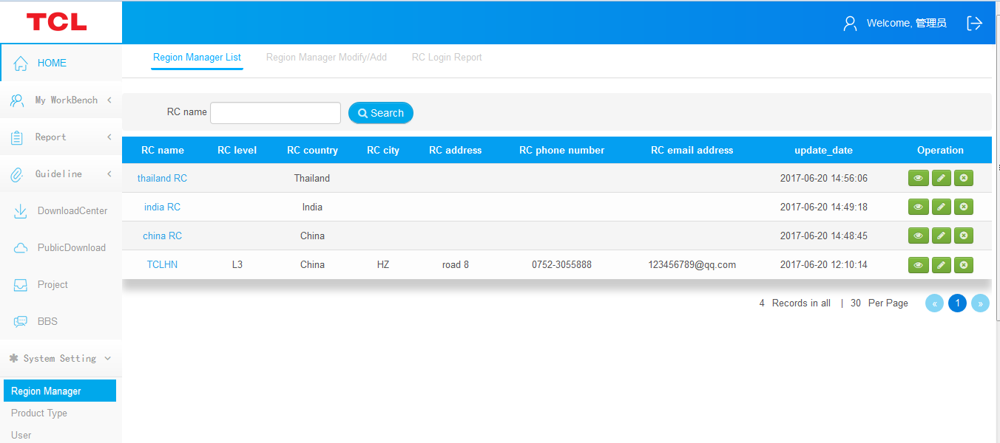 TCL
Welcome, 管理员
HOME
My WorkBench
Report
Guideline
DownloadCenter
PublicDownload
Project
BBS
System Setting
Region Manager
Product Type
User
Region Manager List Region Manager Modify/Add RC Login Report
RC name Search
RC name RC level RC country RC city RC address RC phone number RC email address update_date Operation
thailand RC Thailand 2017-06-20 14:56:06
india RC India 2017-06-20 14:49:18
china RC China 2017-06-20 14:48:45
TCLHN L3 China HZ road 8 0752-3055888 123456789@qq.com 2017-06-20 12:10:14
4 Records in all | 30 Per Page « 1 »